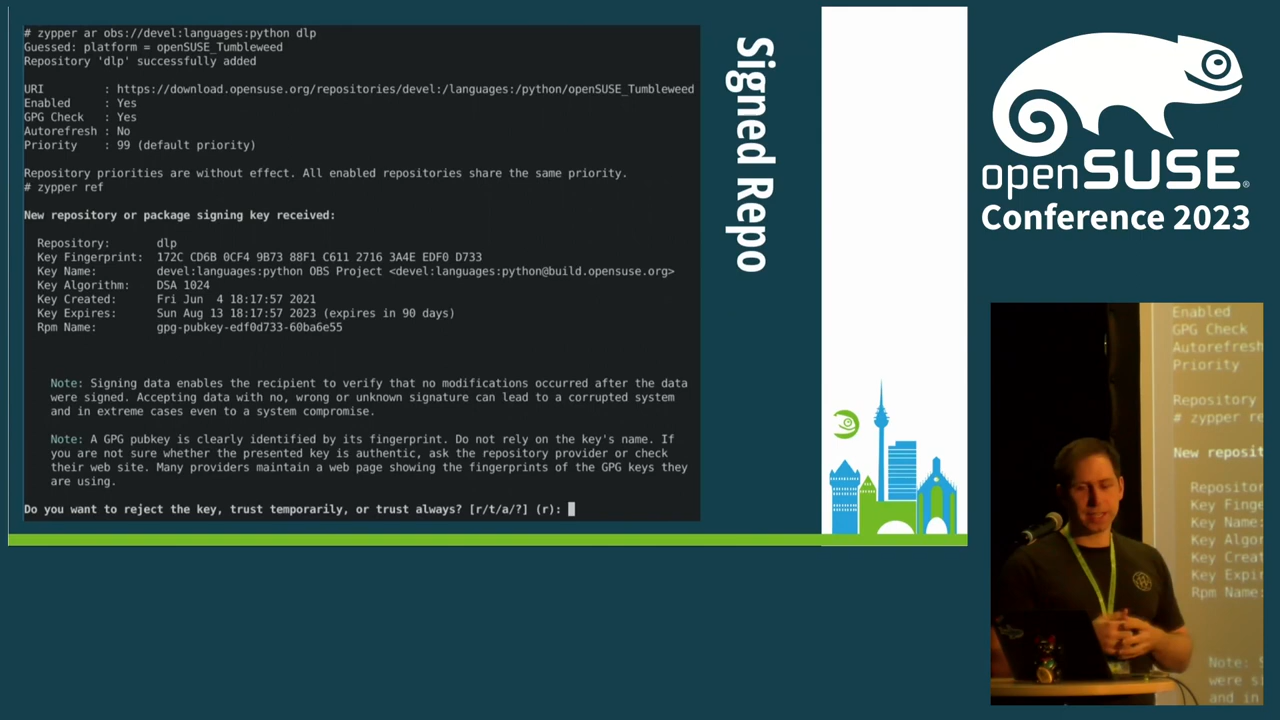 # zypper ar obs://devel:languages:python dlp
Guessed: platform = openSUSE_Tumbleweed
Repository 'dlp' successfully added
URI : https://download.opensuse.org/repositories/devel:/languages:/python/openSUSE_Tumbleweed
Enabled : Yes
GPG Check : Yes
Autorefresh : No
Priority : 99 (default priority)
Repository priorities are without effect. All enabled repositories share the same priority.
# zypper ref
New repository or package signing key received:
Repository: dlp
Key Fingerprint: 172C CD6B 0CF4 9B73 88F1 C611 2716 3A4E EDF0 D733
Key Name: devel:languages:python OBS Project <devel:languages:python@build.opensuse.org>
Key Algorithm: DSA 1024
Key Created: Fri Jun 4 18:17:57 2021
Key Expires: Sun Aug 13 18:17:57 2023 (expires in 90 days)
Rpm Name: gpg-pubkey-edf0d733-60ba6e55
Note: Signing data enables the recipient to verify that no modifications occurred after the data
were signed. Accepting data with no, wrong or unknown signature can lead to a corrupted system
and in extreme cases even to a system compromise.
Note: A GPG pubkey is clearly identified by its fingerprint. Do not rely on the key's name. If
you are not sure whether the presented key is authentic, ask the repository provider or check
their web site. Many providers maintain a web page showing the fingerprints of the GPG keys they
are using.
Do you want to reject the key, trust temporarily, or trust always? [r/t/a/?] (r):
Signed Repo
openSUSE®
Conference 2023
Enabled
GPG Check
Autorefresh
Priority
Repository
# zypper re
New reposit
Repositor
Key Finge
Key Name:
Key Algor
Key Creat
Key Expir
Rpm Name:
Note: S
were si
and in